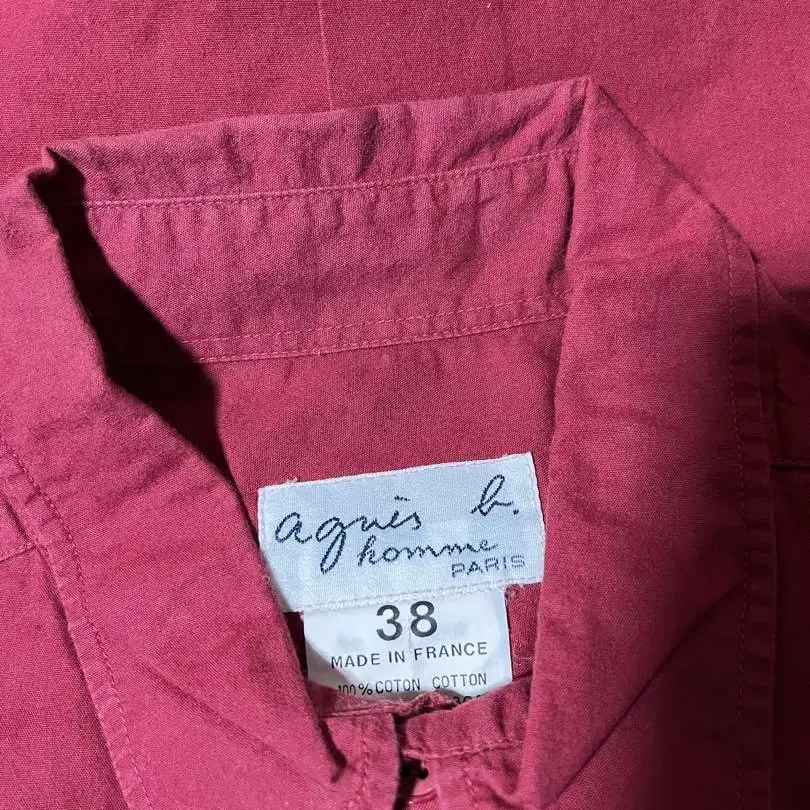 agnès b.
homme
PARIS
38
MADE IN FRANCE
100% COTON COTTON